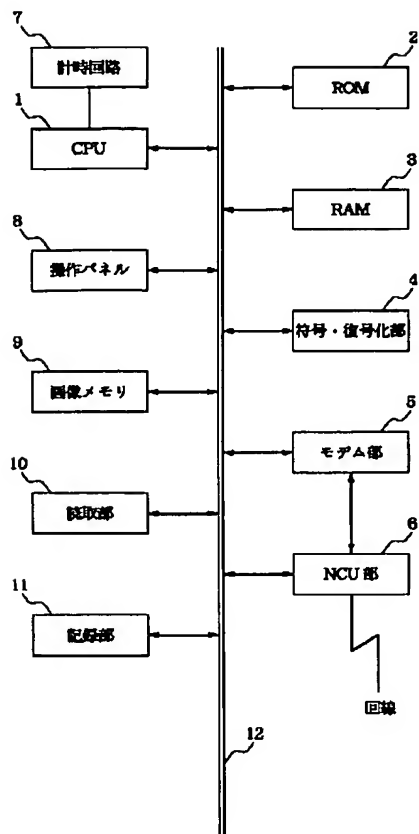 7
計時回路
1
CPU
8
操作パネル
9
画像メモリ
10
読取部
11
記録部
2
ROM
3
RAM
4
符号・復号化部
5
モデム部
6
NCU部
回線
12